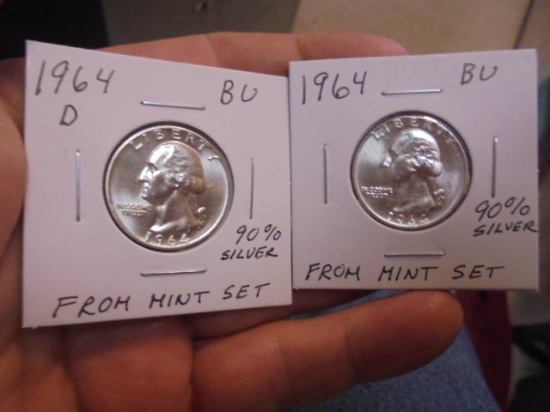 1964 BU
D
LIBERTY
IN GOD WE
TRUST
1964
90%
SILVER
FROM MINT SET
1964 BU
LIBERTY
IN GOD WE
TRUST
1964
90%
SILVER
FROM MINT SET